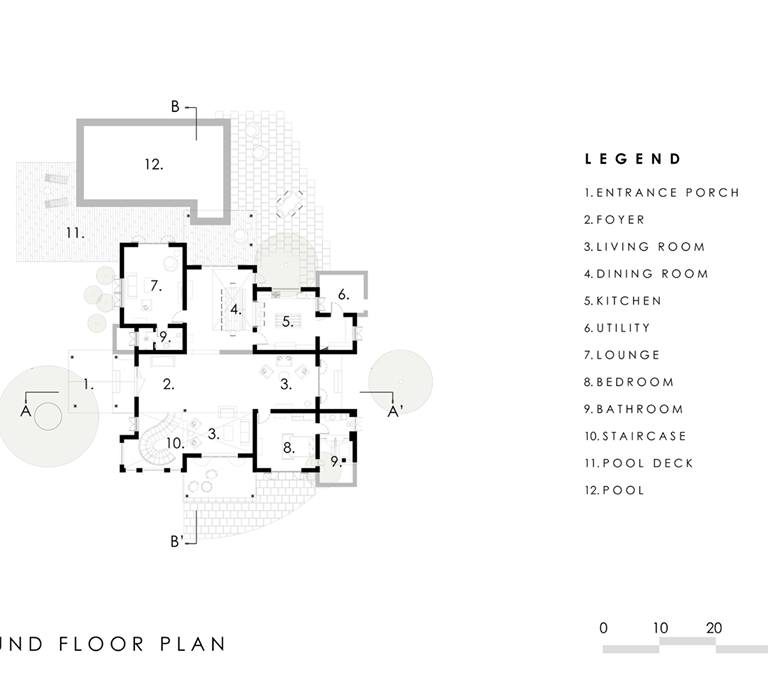 B
12.
11.
7.
4.
6.
5.
9.
1.
2.
3.
A
A'
10.
3.
8.
9.
B'
UND FLOOR PLAN
LEGEND
1.ENTRANCE PORCH
2.FOYER
3.LIVING ROOM
4.DINING ROOM
5.KITCHEN
6.UTILITY
7.LOUNGE
8.BEDROOM
9.BATHROOM
10.STAIRCASE
11.POOL DECK
12.POOL
0 10 20